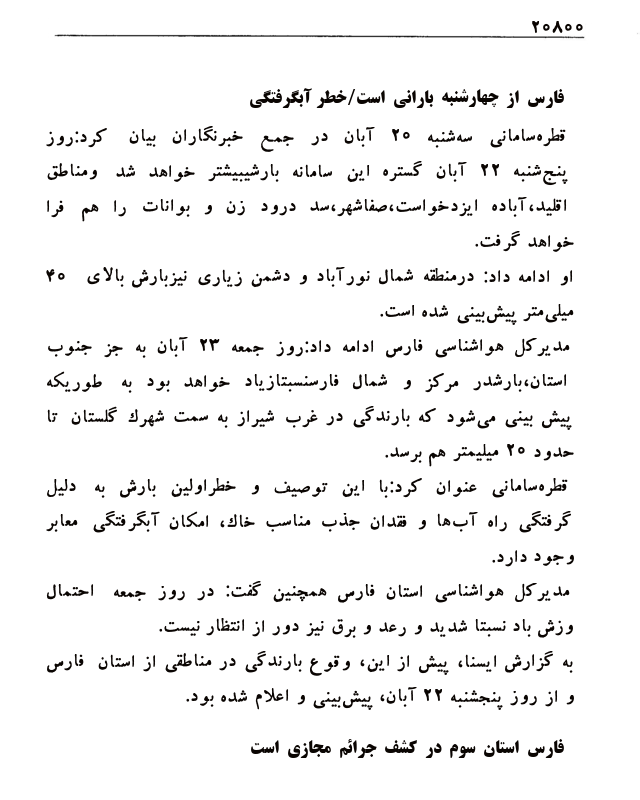 ۲۰۸۰۰
فارس از چهارشنبه بارانی است/خطر آبگرفتگی
قطره‌سامانی سه‌شنبه ۲۰ آبان در جمع خبرنگاران بیان کرد:روز
پنج‌شنبه ۲۲ آبان گستره این سامانه بارشیبیشتر خواهد شد ومناطق
اقلید،آباده ایزدخواست،صفاشهر،سد درود زن و بوانات را هم فرا
خواهد گرفت.
او ادامه داد: درمنطقه شمال نورآباد و دشمن زیاری نیزبارش بالای ۴۰
میلی‌متر پیش‌بینی شده است.
مدیرکل هواشناسی فارس ادامه داد:روز جمعه ۲۳ آبان به جز جنوب
استان،بارشدر مرکز و شمال فارسنسبتازیاد خواهد بود به طوریکه
پیش بینی می‌شود که بارندگی در غرب شیراز به سمت شهرك گلستان تا
حدود ۲۰ میلیمتر هم برسد.
قطره‌سامانی عنوان کرد:با این توصیف و خطراولین بارش به دلیل
گرفتگی راه آب‌ها و فقدان جذب مناسب خاك، امکان آبگرفتگی معابر
وجود دارد.
مدیرکل هواشناسی استان فارس همچنین گفت: در روز جمعه احتمال
وزش باد نسبتا شدید و رعد و برق نیز دور از انتظار نیست.
به گزارش ایسنا، پیش از این، وقوع بارندگی در مناطقی از استان فارس
و از روز پنجشنبه ۲۲ آبان، پیش‌بینی و اعلام شده بود.
فارس استان سوم در کشف جرائم مجازی است